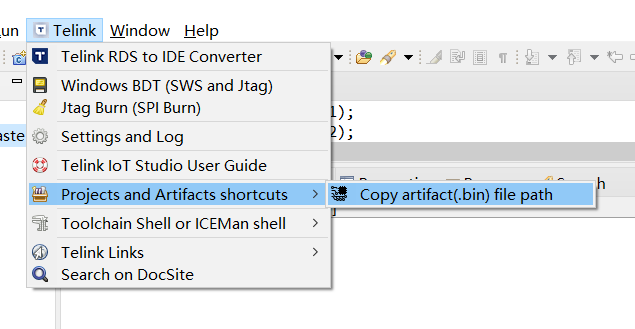 un Telink Window Help
Telink RDS to IDE Converter
Windows BDT (SWS and Jtag)
Jtag Burn (SPI Burn)
1);
2);
Settings and Log
Telink IoT Studio User Guide
Projects and Artifacts shortcuts
Copy artifact(.bin) file path
Toolchain Shell or ICEMan shell
Telink Links
Search on DocSite